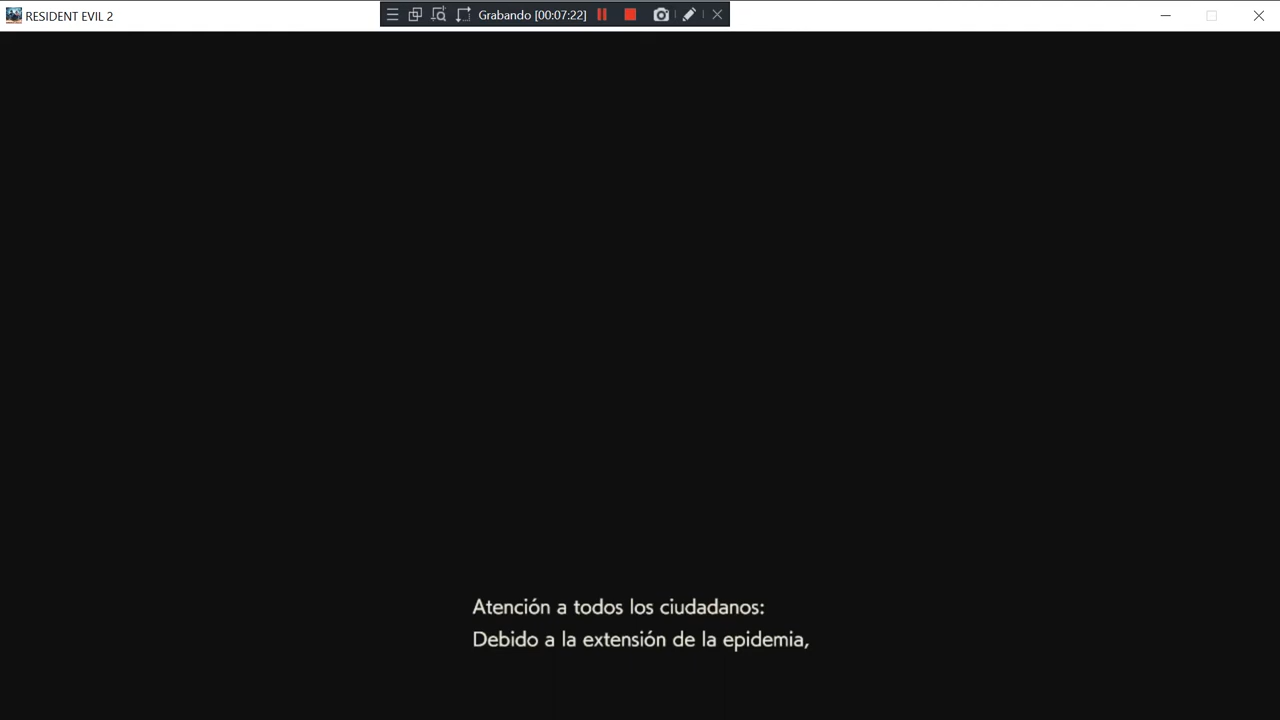 RESIDENT EVIL 2
Grabando [00:07:22]
Atención a todos los ciudadanos:
Debido a la extensión de la epidemia,